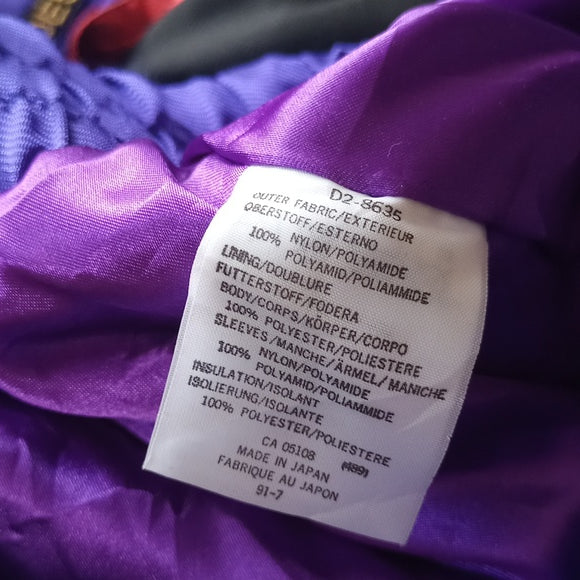 D2-8635
OUTER FABRIC/EXTERIEUR
OBERSTOFF/ESTERNO
100% NYLON/POLYAMIDE
POLYAMID/POLIAMMIDE
LINING/DOUBLURE
FUTTERSTOFF/FODERA
BODY/CORPS/KÖRPER/CORPO
100% POLYESTER/POLIESTERE
SLEEVES/MANCHE/ÄRMEL/MANICHE
100% NYLON/POLYAMIDE
POLYAMID/POLIAMMIDE
INSULATION/ISOLANT
ISOLIERUNG/ISOLANTE
100% POLYESTER/POLIESTERE
CA 05108 (489)
MADE IN JAPAN
FABRIQUE AU JAPON
91-7